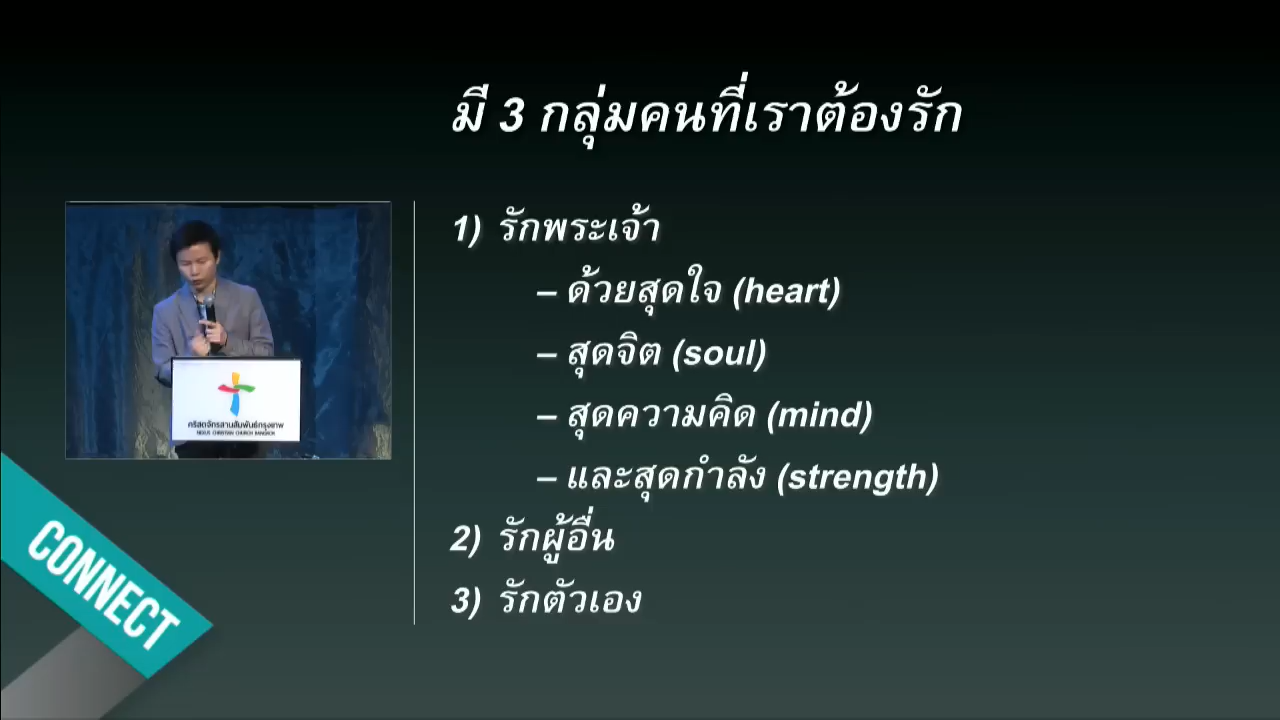 มี 3 กลุ่มคนที่เราต้องรัก
1) รักพระเจ้า
– ด้วยสุดใจ (heart)
– สุดจิต (soul)
– สุดความคิด (mind)
– และสุดกำลัง (strength)
2) รักผู้อื่น
3) รักตัวเอง
คริสตจักรสานสัมพันธ์กรุงเทพ
NEXUS CHRISTIAN CHURCH BANGKOK
CONNECT